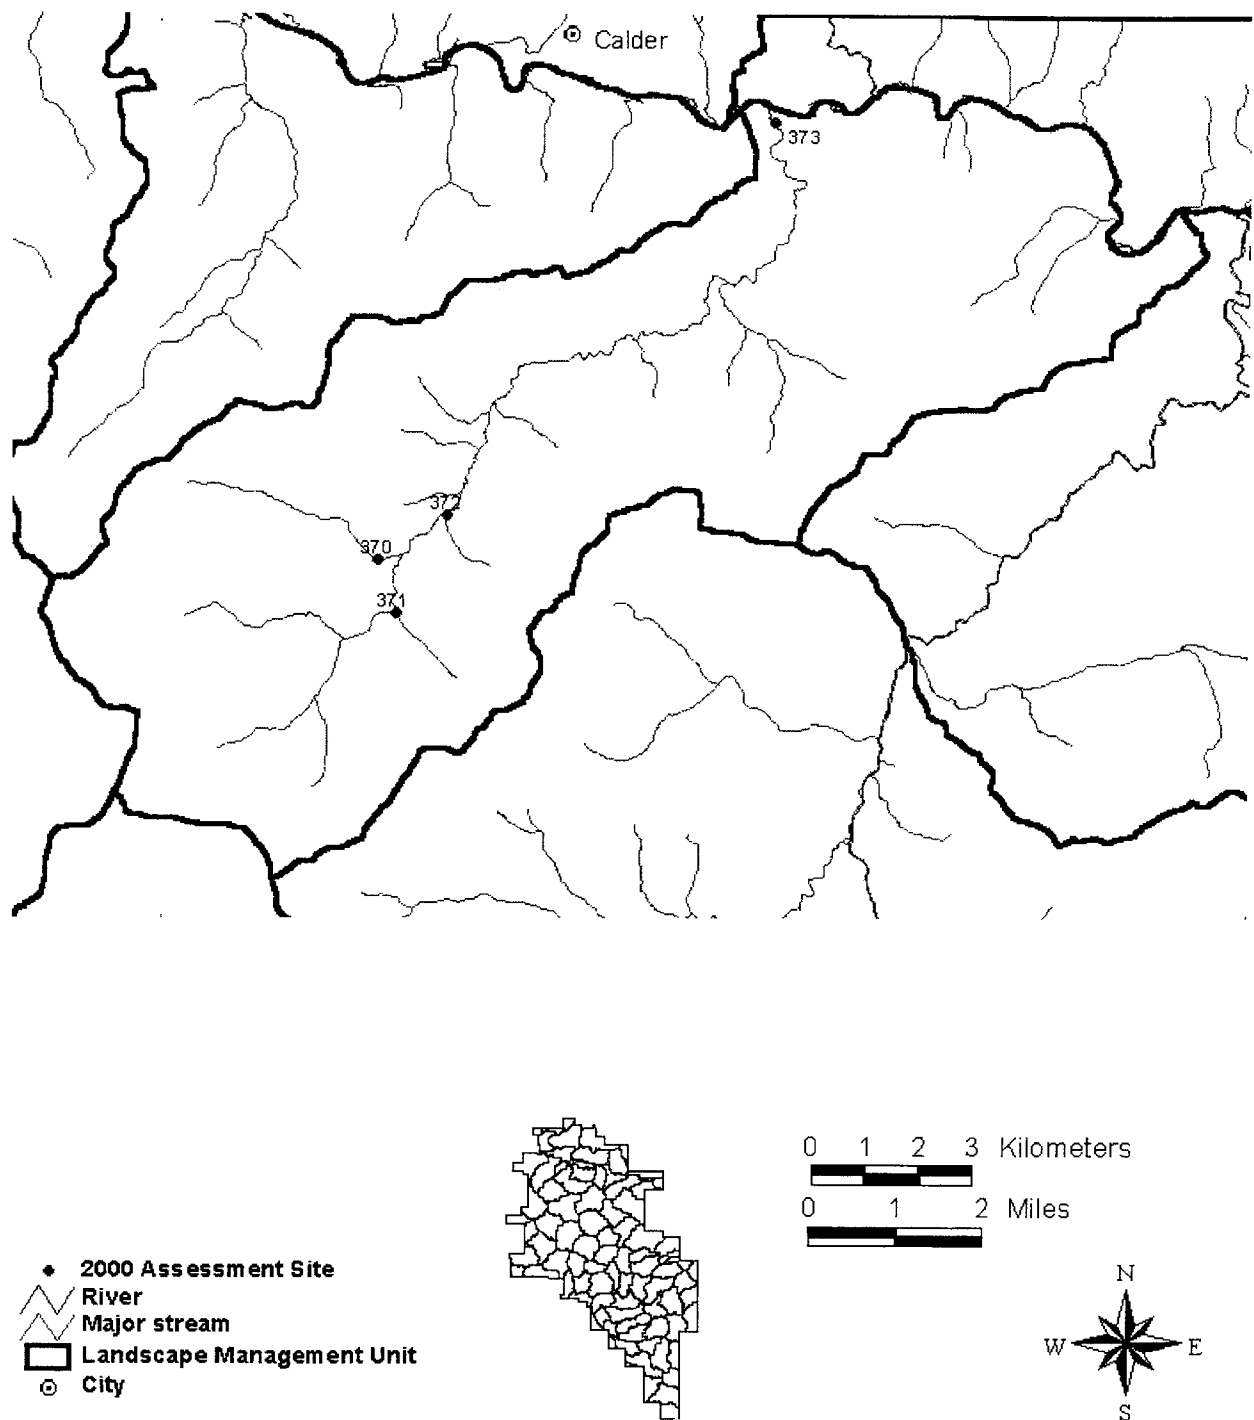 Calder
373
372
370
371
0 1 2 3 Kilometers
0 1 2 Miles
2000 Assessment Site
River
Major stream
Landscape Management Unit
City
N
W E
S